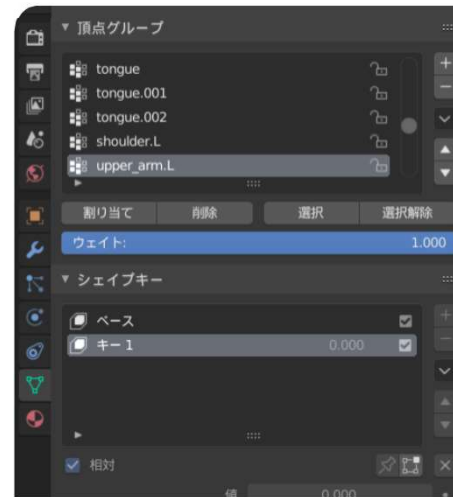 頂点グループ
tongue
tongue.001
tongue.002
shoulder.L
upper_arm.L
割り当て 削除 選択 選択解除
ウェイト: 1.000
シェイプキー
ベース
キー 1 0.000
相対
値 0.000